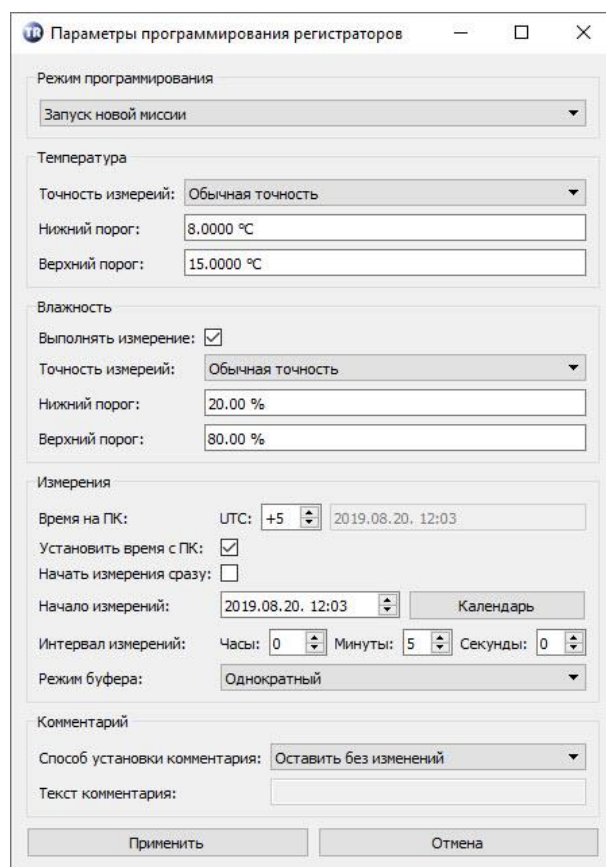 TR Параметры программирования регистраторов
Режим программирования
Запуск новой миссии
Температура
Точность измереий: Обычная точность
Нижний порог: 8.0000 °C
Верхний порог: 15.0000 °C
Влажность
Выполнять измерение:
Точность измереий: Обычная точность
Нижний порог: 20.00 %
Верхний порог: 80.00 %
Измерения
Время на ПК: UTC: +5 2019.08.20. 12:03
Установить время с ПК:
Начать измерения сразу:
Начало измерений: 2019.08.20. 12:03 Календарь
Интервал измерений: Часы: 0 Минуты: 5 Секунды: 0
Режим буфера: Однократный
Комментарий
Способ установки комментария: Оставить без изменений
Текст комментария:
Применить Отмена